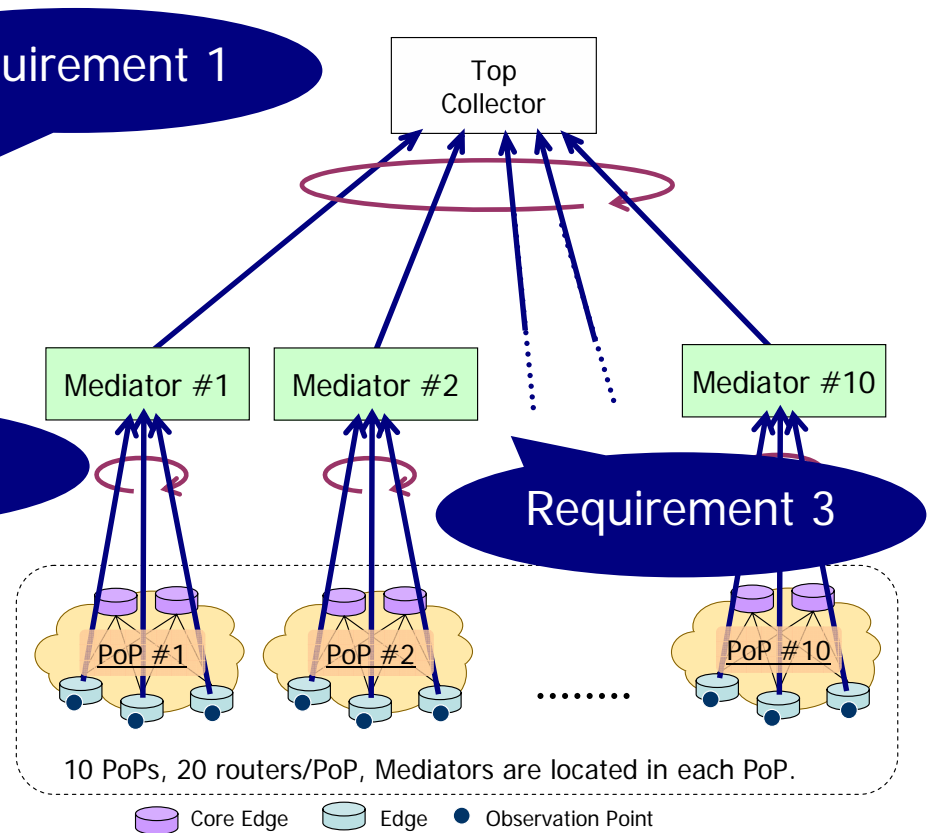 uirement 1
Top
Collector
Mediator #1
Mediator #2
Mediator #10
Requirement 3
PoP #1
PoP #2
PoP #10
10 PoPs, 20 routers/PoP, Mediators are located in each PoP.
Core Edge
Edge
Observation Point